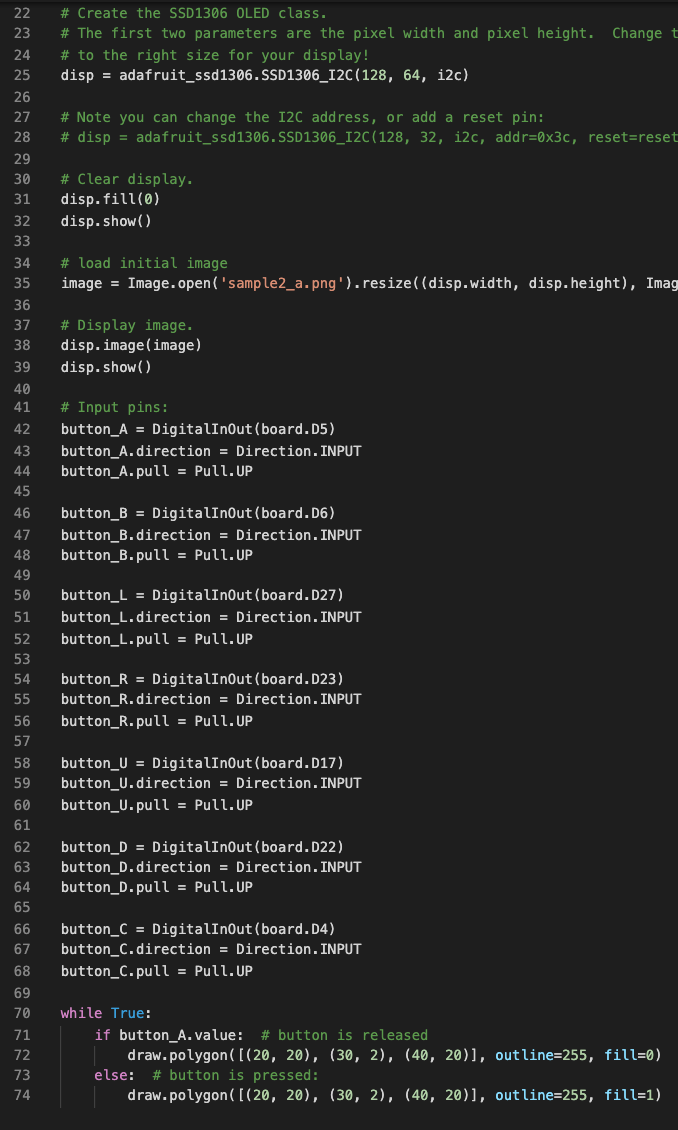 22 # Create the SSD1306 OLED class.
23 # The first two parameters are the pixel width and pixel height.  Change t
24 # to the right size for your display!
25 disp = adafruit_ssd1306.SSD1306_I2C(128, 64, i2c)
26
27 # Note you can change the I2C address, or add a reset pin:
28 # disp = adafruit_ssd1306.SSD1306_I2C(128, 32, i2c, addr=0x3c, reset=reset
29
30 # Clear display.
31 disp.fill(0)
32 disp.show()
33
34 # load initial image
35 image = Image.open('sample2_a.png').resize((disp.width, disp.height), Imag
36
37 # Display image.
38 disp.image(image)
39 disp.show()
40
41 # Input pins:
42 button_A = DigitalInOut(board.D5)
43 button_A.direction = Direction.INPUT
44 button_A.pull = Pull.UP
45
46 button_B = DigitalInOut(board.D6)
47 button_B.direction = Direction.INPUT
48 button_B.pull = Pull.UP
49
50 button_L = DigitalInOut(board.D27)
51 button_L.direction = Direction.INPUT
52 button_L.pull = Pull.UP
53
54 button_R = DigitalInOut(board.D23)
55 button_R.direction = Direction.INPUT
56 button_R.pull = Pull.UP
57
58 button_U = DigitalInOut(board.D17)
59 button_U.direction = Direction.INPUT
60 button_U.pull = Pull.UP
61
62 button_D = DigitalInOut(board.D22)
63 button_D.direction = Direction.INPUT
64 button_D.pull = Pull.UP
65
66 button_C = DigitalInOut(board.D4)
67 button_C.direction = Direction.INPUT
68 button_C.pull = Pull.UP
69
70 while True:
71     if button_A.value:  # button is released
72         draw.polygon([(20, 20), (30, 2), (40, 20)], outline=255, fill=0)
73     else:  # button is pressed:
74         draw.polygon([(20, 20), (30, 2), (40, 20)], outline=255, fill=1)